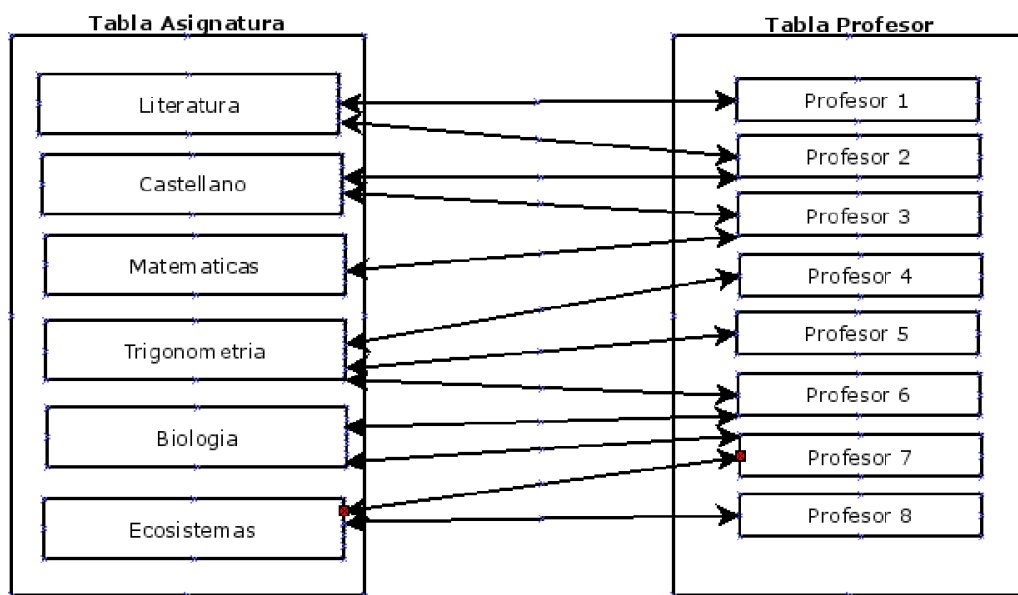 Tabla Asignatura
Literatura
Castellano
Matematicas
Trigonometria
Biologia
Ecosistemas
Tabla Profesor
Profesor 1
Profesor 2
Profesor 3
Profesor 4
Profesor 5
Profesor 6
Profesor 7
Profesor 8